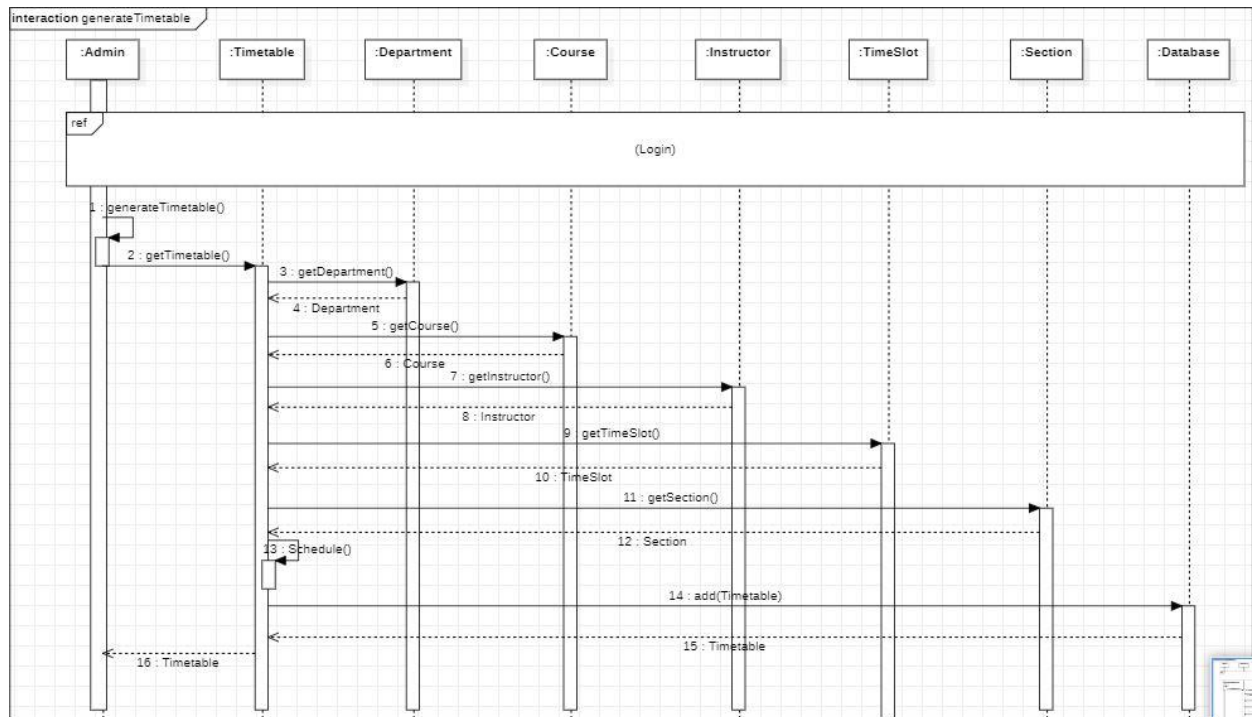 interaction generateTimetable
:Admin
:Timetable
:Department
:Course
:Instructor
:TimeSlot
:Section
:Database
ref
(Login)
1 : generateTimetable()
2 : getTimetable()
3 : getDepartment()
4 : Department
5 : getCourse()
6 : Course
7 : getInstructor()
8 : Instructor
9 : getTimeSlot()
10 : TimeSlot
11 : getSection()
12 : Section
13 : Schedule()
14 : add(Timetable)
15 : Timetable
16 : Timetable